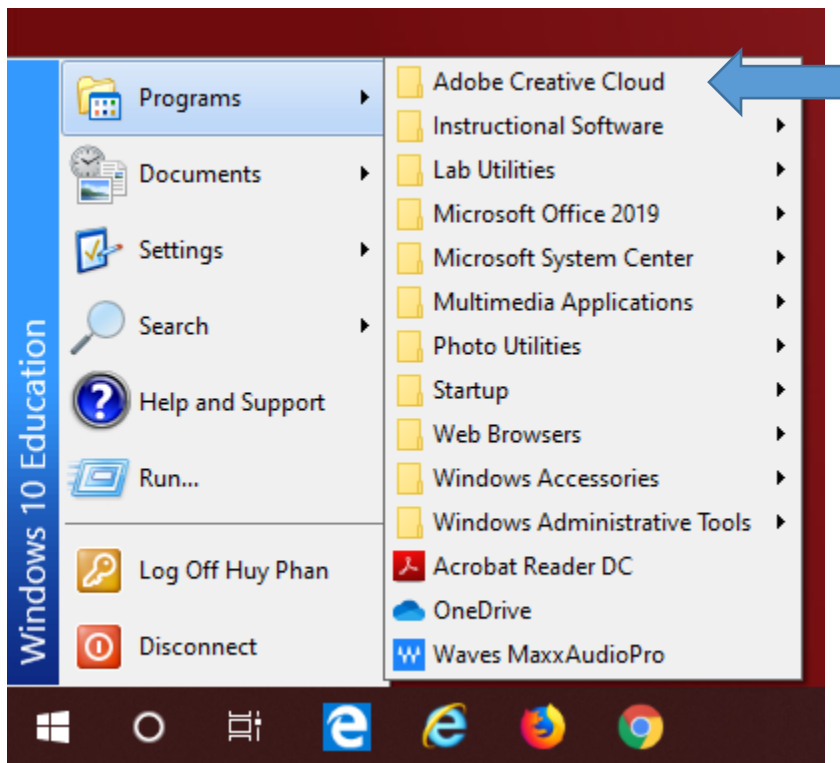 Windows 10 Education
Programs
Documents
Settings
Search
Help and Support
Run...
Log Off Huy Phan
Disconnect
Adobe Creative Cloud
Instructional Software
Lab Utilities
Microsoft Office 2019
Microsoft System Center
Multimedia Applications
Photo Utilities
Startup
Web Browsers
Windows Accessories
Windows Administrative Tools
Acrobat Reader DC
OneDrive
Waves MaxxAudioPro